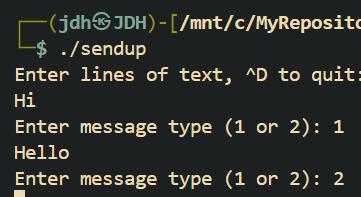 ┌──(jdh㉿JDH)-[/mnt/c/MyReposito
└─$ ./sendup
Enter lines of text, ^D to quit:
Hi
Enter message type (1 or 2): 1
Hello
Enter message type (1 or 2): 2